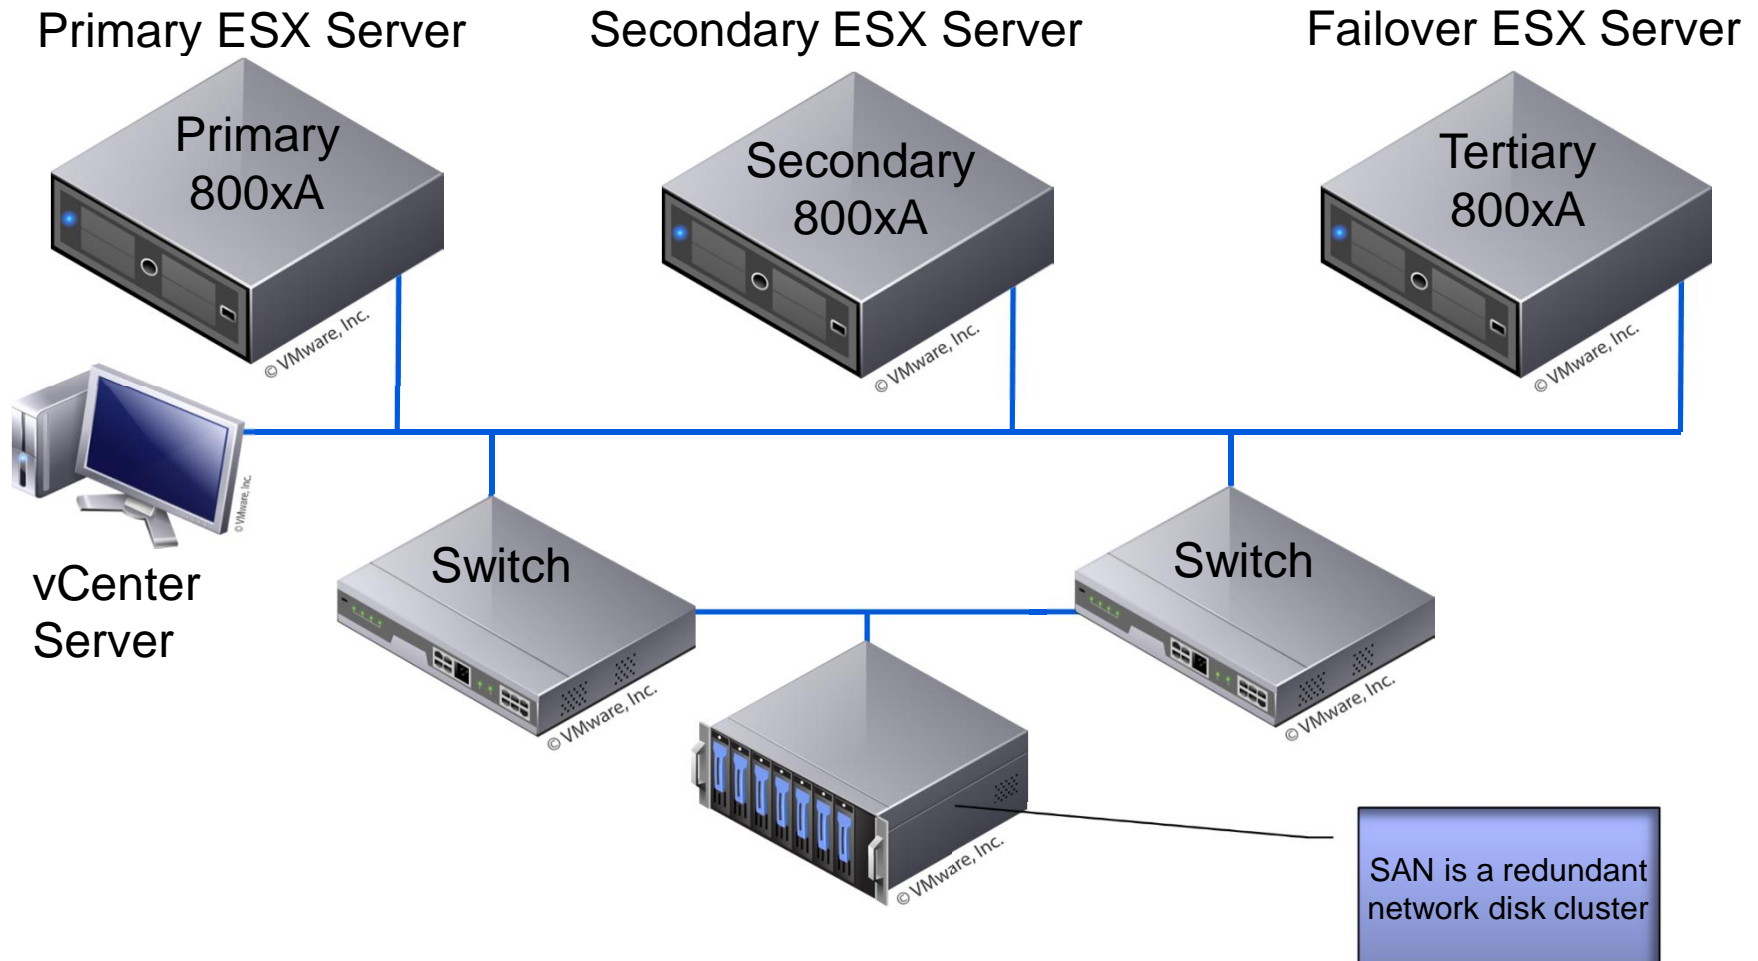 Primary ESX Server
Secondary ESX Server
Failover ESX Server
Primary
800xA
Secondary
800xA
Tertiary
800xA
© VMware, Inc.
© VMware, Inc.
© VMware, Inc.
© VMware, Inc.
vCenter
Server
Switch
Switch
© VMware, Inc.
© VMware, Inc.
© VMware, Inc.
SAN is a redundant
network disk cluster